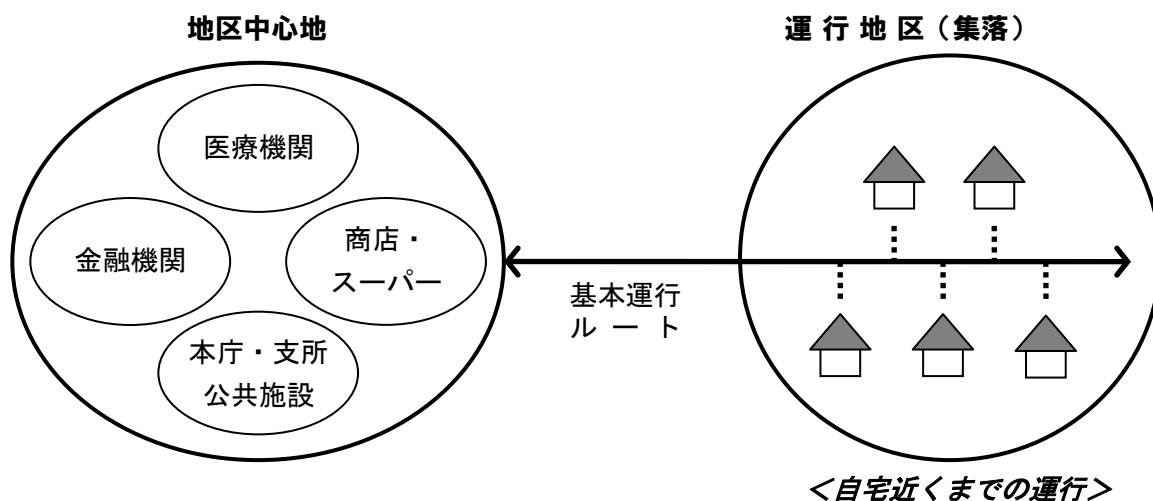 地区中心地
運行地区（集落）
医療機関
金融機関
商店・
スーパー
本庁・支所
公共施設
基本運行
ルート
＜自宅近くまでの運行＞